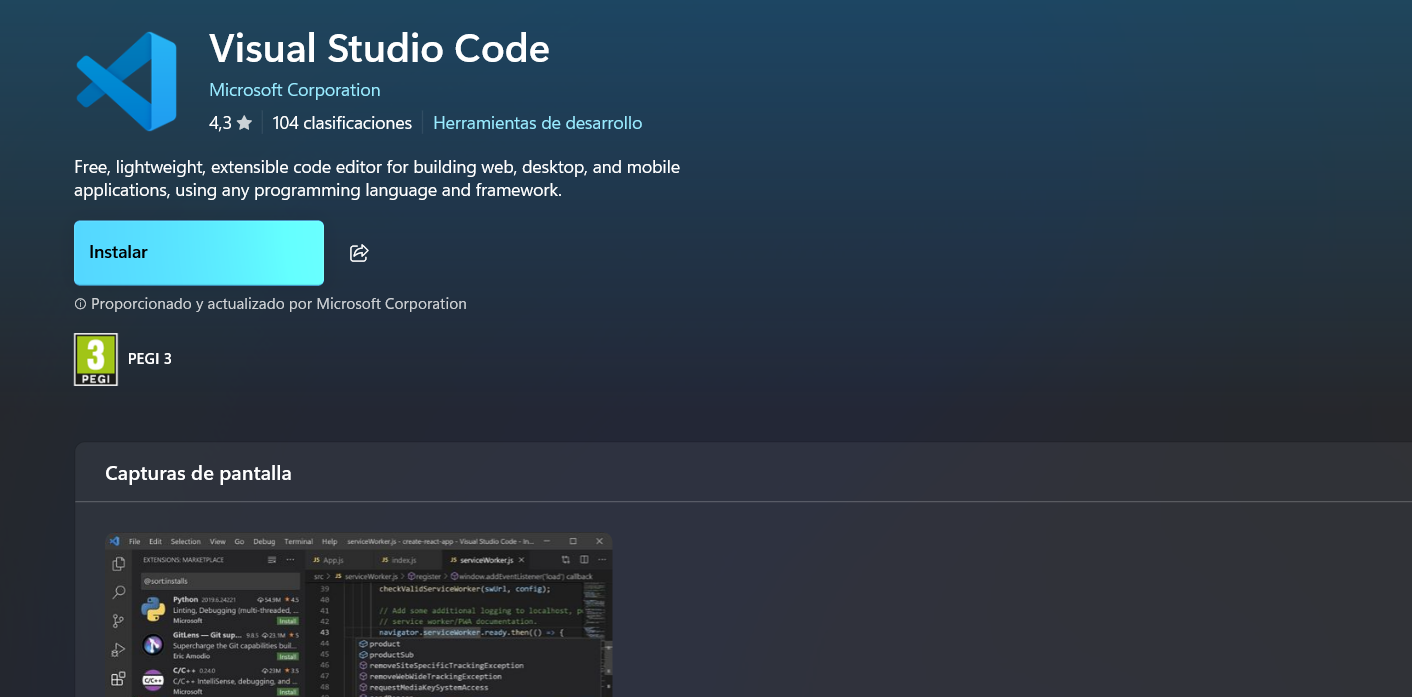 Visual Studio Code
Microsoft Corporation
4,3 104 clasificaciones Herramientas de desarrollo
Free, lightweight, extensible code editor for building web, desktop, and mobile
applications, using any programming language and framework.
Instalar
Proporcionado y actualizado por Microsoft Corporation
3
PEGI
PEGI 3
Capturas de pantalla
File Edit Selection View Go Debug Terminal Help serviceWorker.js - create-react-app - Visual Studio Code - In...
EXTENSIONS: MARKETPLACE
JS App.js JS index.js JS serviceWorker.js
@sort:installs
src > JS serviceWorker.js > register > window.addEventListener('load') callback
Python 2019.6.24221 54.9M 4.5
Linting, Debugging (multi-threaded, ...
Microsoft Install
GitLens — Git sup... 9.8.5 23.1M 5
Supercharge the Git capabilities buil...
Eric Amodio Install
C/C++
C/C++ 0.24.0 23M 3.5
C/C++ IntelliSense, debugging, and ...
Microsoft Install
39 checkValidServiceWorker(swUrl, config);
40
41 // Add some additional logging to localhost,
42 // service worker/PWA documentation.
43 navigator.serviceWorker.ready.then(() => {
44 product
45 productSub
46 removeSiteSpecificTrackingException
47 removeWebWideTrackingException
48 requestMediaKeySystemAccess